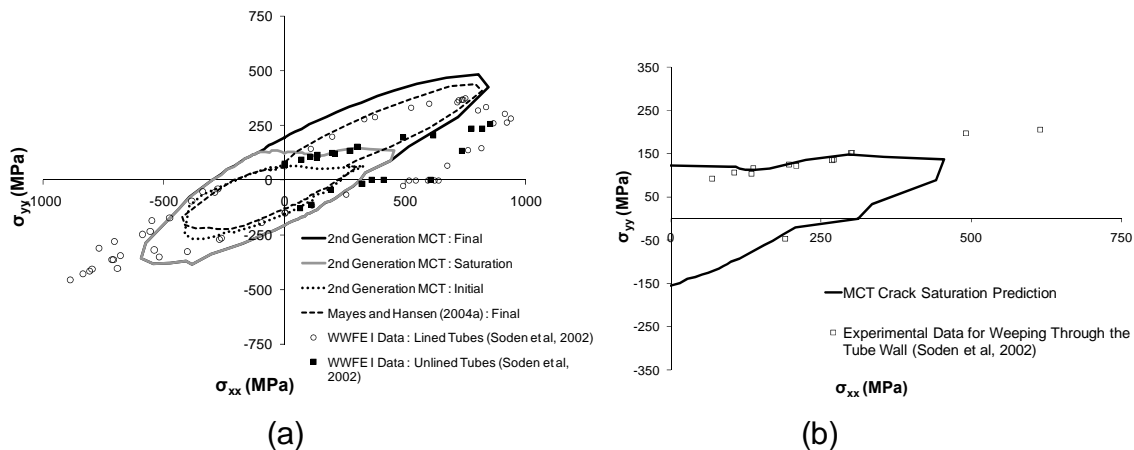 750
500
250
0
-250
-500
-750
-1000
-500
0
500
1000
σyy (MPa)
σxx (MPa)
2nd Generation MCT : Final
2nd Generation MCT : Saturation
2nd Generation MCT : Initial
Mayes and Hansen (2004a) : Final
WWFE I Data : Lined Tubes (Soden et al, 2002)
WWFE I Data : Unlined Tubes (Soden et al,
2002)
(a)
350
250
150
50
-50
-150
-250
-350
0
250
500
750
σyy (MPa)
MCT Crack Saturation Prediction
Experimental Data for Weeping Through the
Tube Wall (Soden et al, 2002)
σxx (MPa)
(b)